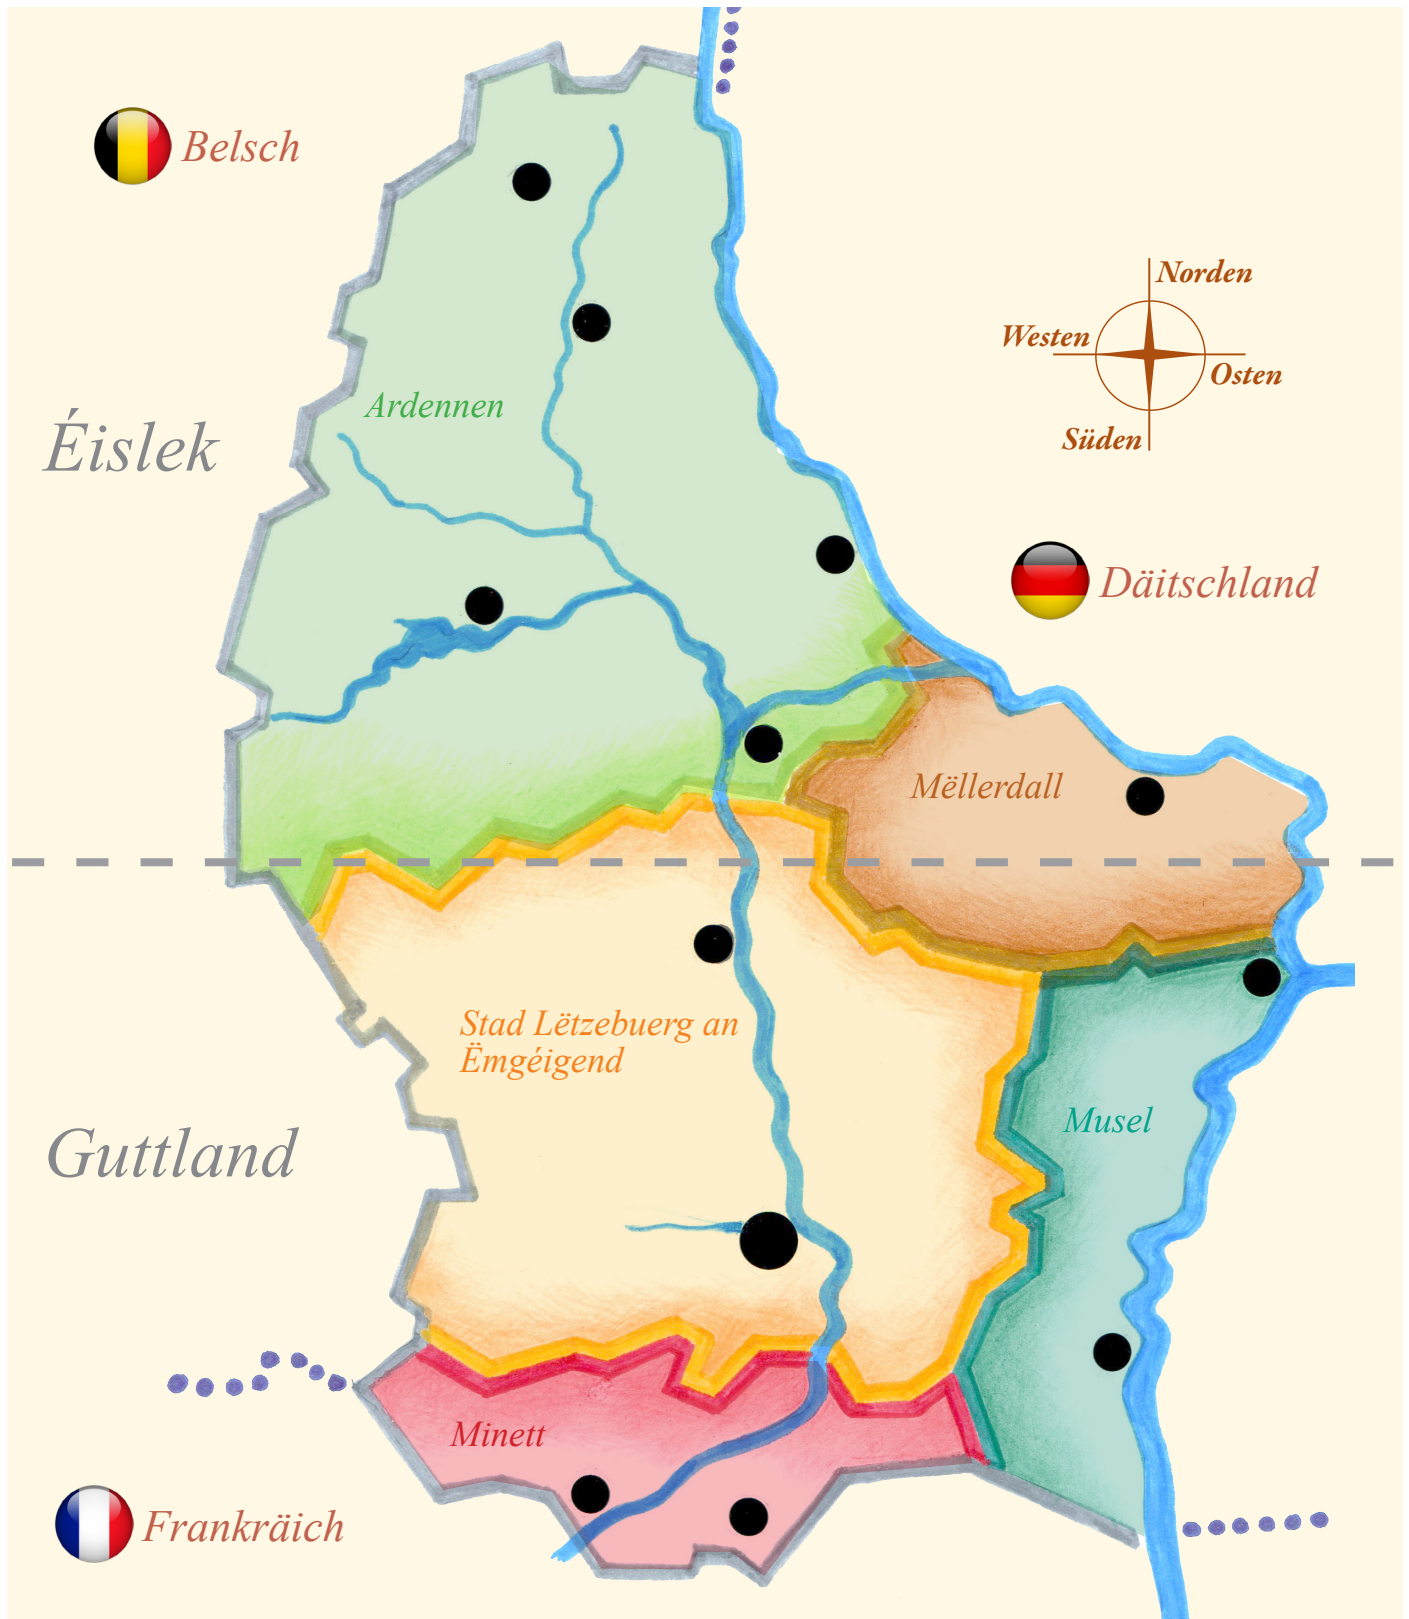 Belsch
Norden
Westen
Osten
Süden
Ardennen
Éislek
Däitschland
Mëllerdall
Stad Lëtzebuerg an
Ëmgéigend
Musel
Guttland
Minett
Frankräich